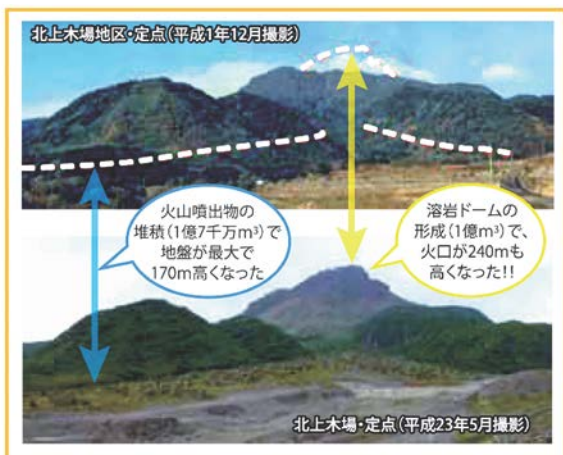 北上木場地区・定点(平成1年12月撮影)
火山噴出物の
堆積(1億7千万m³)で
地盤が最大で
170m高くなった
溶岩ドームの
形成(1億m³)で、
火口が240mも
高くなった!!
北上木場・定点(平成23年5月撮影)